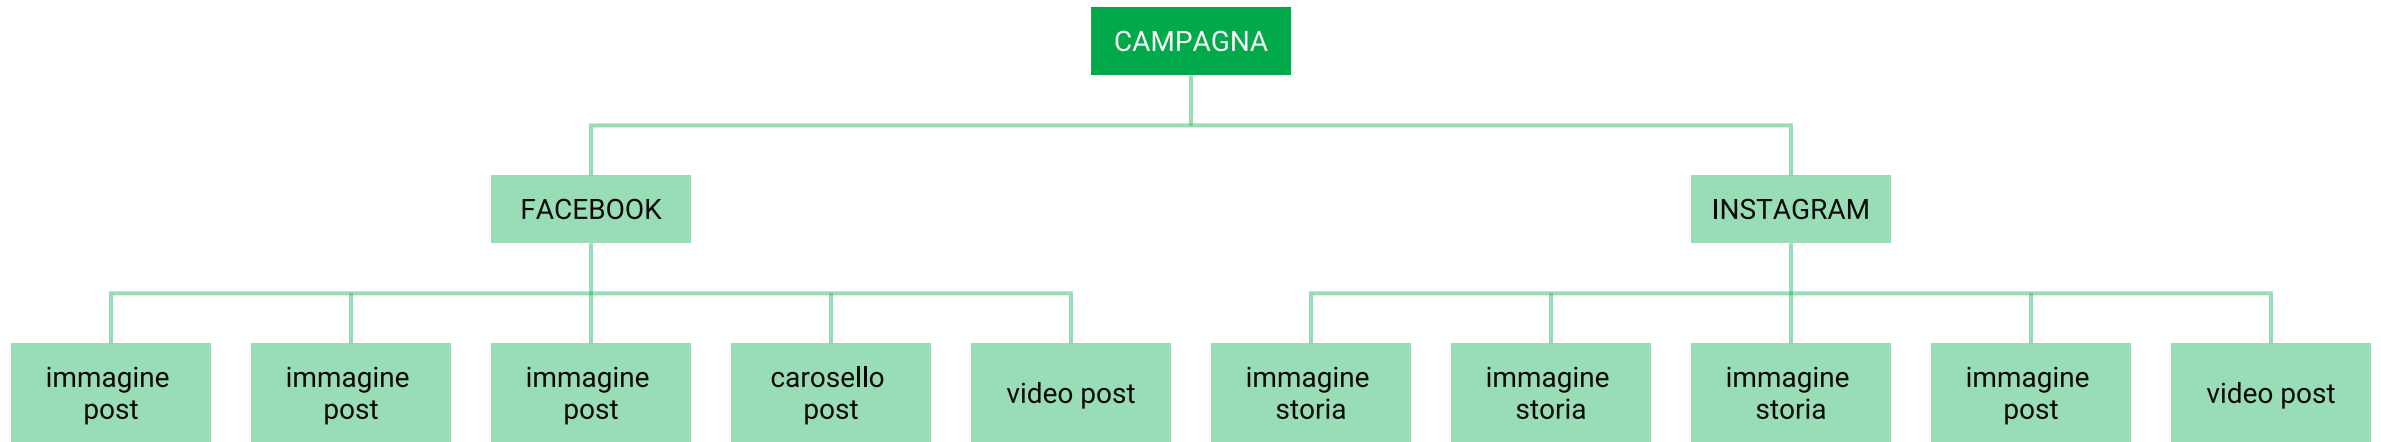 CAMPAGNA
FACEBOOK
INSTAGRAM
immagine
post
immagine
post
immagine
post
carosello
post
video post
immagine
storia
immagine
storia
immagine
storia
immagine
post
video post